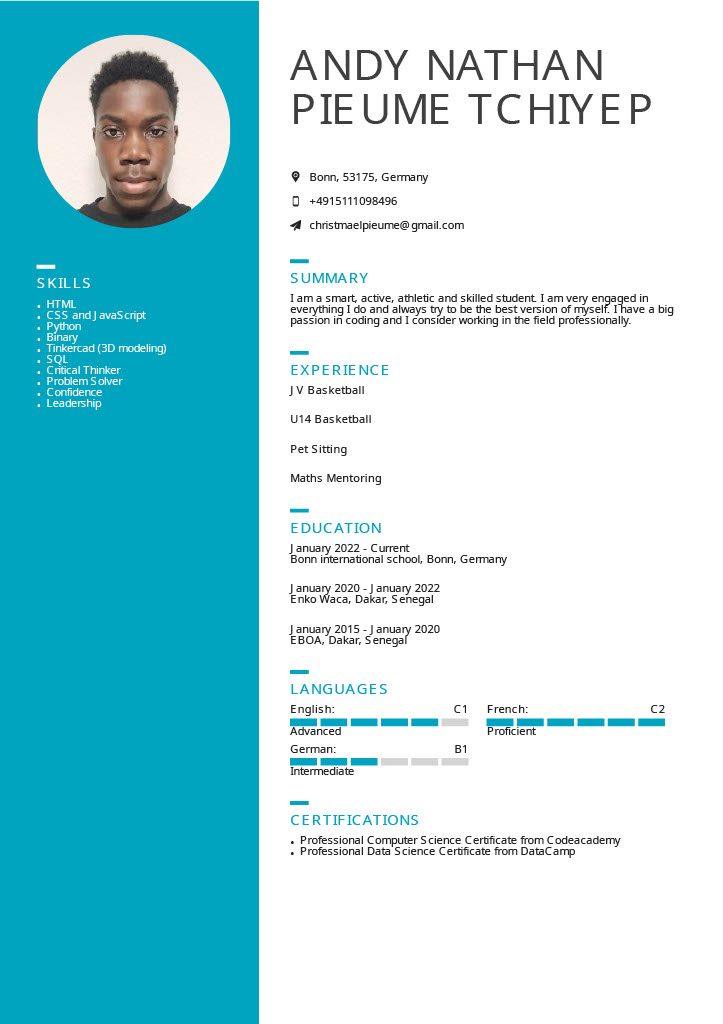 ANDY NATHAN
PIEUME TCHIYEP
Bonn, 53175, Germany
+4915111098496
christmaelpieume@gmail.com
SKILLS
• HTML
• CSS and JavaScript
• Python
• Binary
• Tinkercad (3D modeling)
• SQL
• Critical Thinker
• Problem Solver
• Confidence
• Leadership
SUMMARY
I am a smart, active, athletic and skilled student. I am very engaged in
everything I do and always try to be the best version of myself. I have a big
passion in coding and I consider working in the field professionally.
EXPERIENCE
JV Basketball
U14 Basketball
Pet Sitting
Maths Mentoring
EDUCATION
January 2022 - Current
Bonn international school, Bonn, Germany
January 2020 - January 2022
Enko Waca, Dakar, Senegal
January 2015 - January 2020
EBOA, Dakar, Senegal
LANGUAGES
English: C1
Advanced
French: C2
Proficient
German: B1
Intermediate
CERTIFICATIONS
• Professional Computer Science Certificate from Codeacademy
• Professional Data Science Certificate from DataCamp